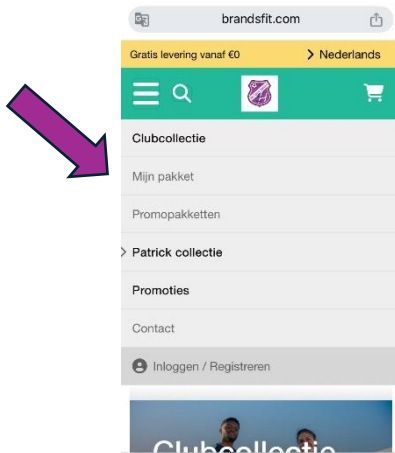 brandsfit.com
Gratis levering vanaf €0 Nederlands
Clubcollectie
Mijn pakket
Promopakketten
Patrick collectie
Promoties
Contact
Inloggen / Registreren
Clubcollectie